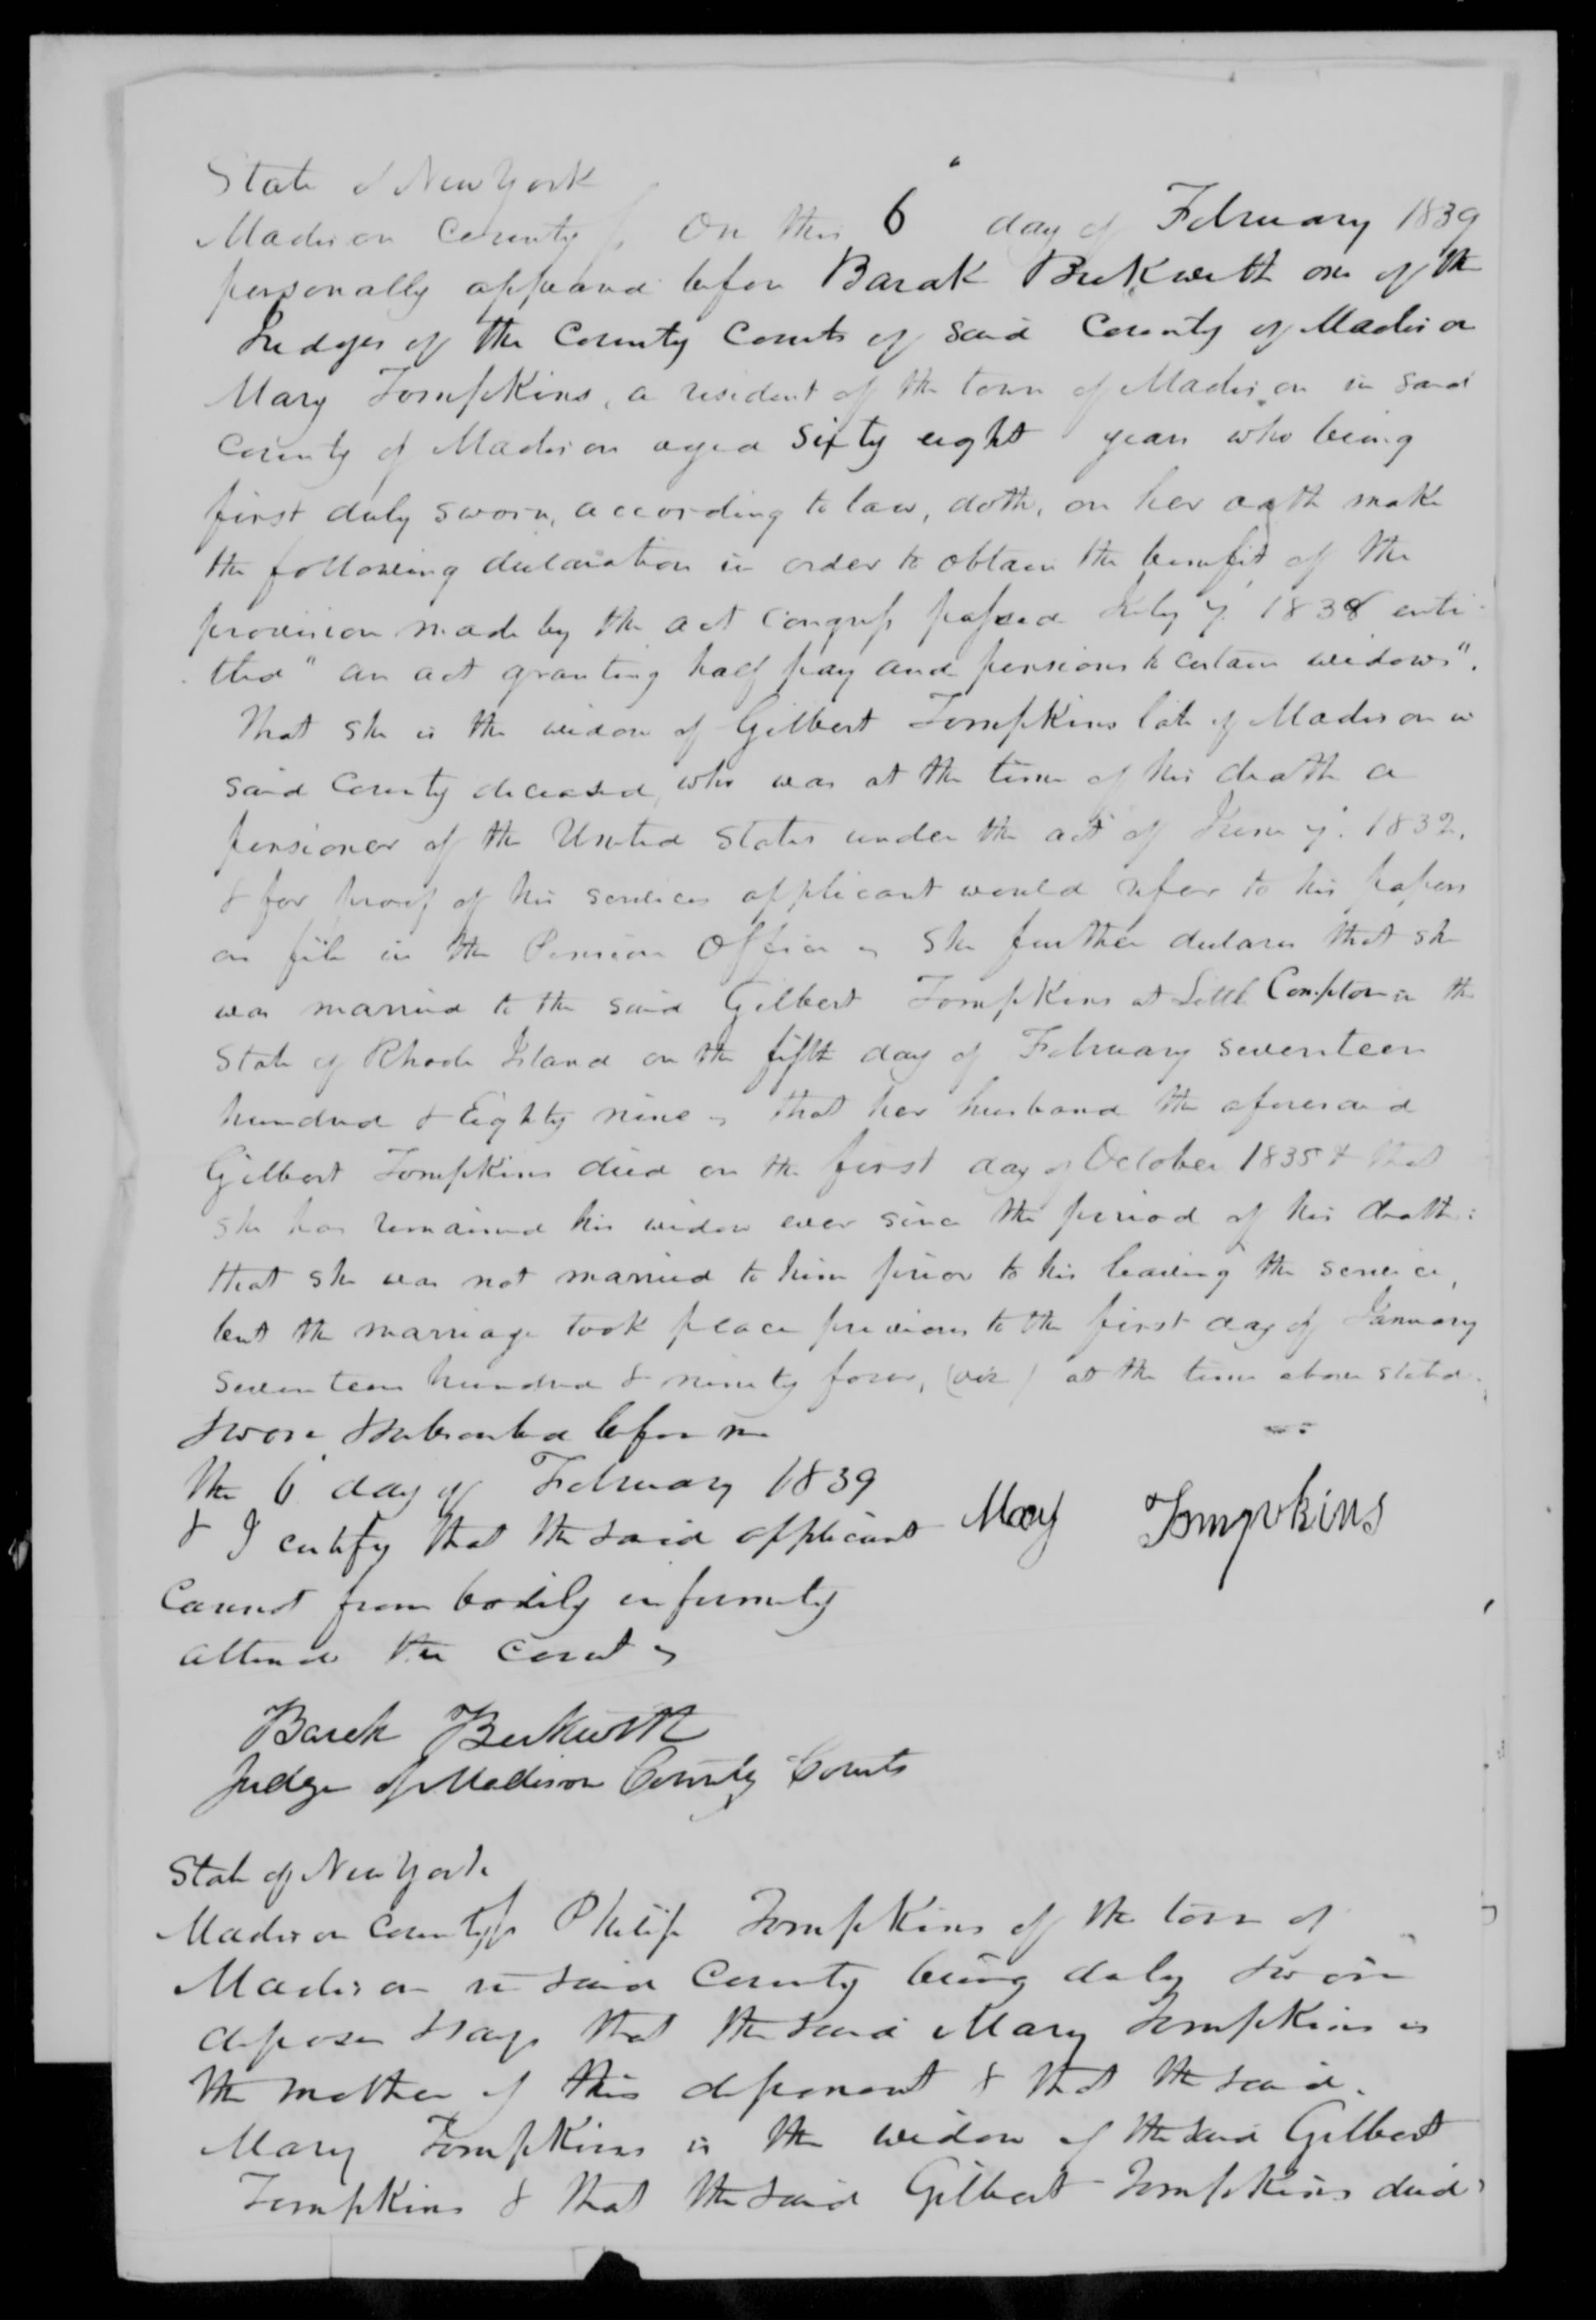 State of New York
Madison County ss On this 6 day of February 1839
personally appeared before Barak Beckwith one of the
Judges of the County Courts of said County of Madison
Mary Tompkins, a resident of the town of Madison in said
County of Madison aged sixty eight years who being
first duly sworn, according to law, doth, on her oath make
the following declaration in order to obtain the benefit of the
provision made by the act Congress passed July 7. 1838 enti-
tled "an act granting half pay and pensions to certain widows".
That she is the widow of Gilbert Tompkins late of Madison in
said County deceased, who was at the time of his death a
pensioner of the United States under the act of June 7. 1832.
& for proof of his services applicant would refer to his papers
on file in the Pension Office - She further declares that she
was married to the said Gilbert Tompkins at Little Compton in the
State of Rhode Island on the fifth day of February seventeen
hundred & Eighty nine - that her husband the aforesaid
Gilbert Tompkins died on the first day of October 1835 & that
she has remained his widow ever since the period of his death:
that she was not married to him prior to his leaving the service,
but the marriage took place previous to the first day of January
seventeen hundred & ninety four, (viz) at the time above stated.
Sworn & subscribed before me
the 6 day of February 1839
& I certify that the said applicant Mary Tompkins
cannot from bodily infirmity
attend the court -
Barak Beckwith
Judge of Madison County Courts
State of New York
Madison County ss Philip Tompkins of the town of
Madison in said County being duly sworn
deposes & says that the said Mary Tompkins is
the mother of this deponent & that the said
Mary Tompkins is the widow of the said Gilbert
Tompkins & that the said Gilbert Tompkins died